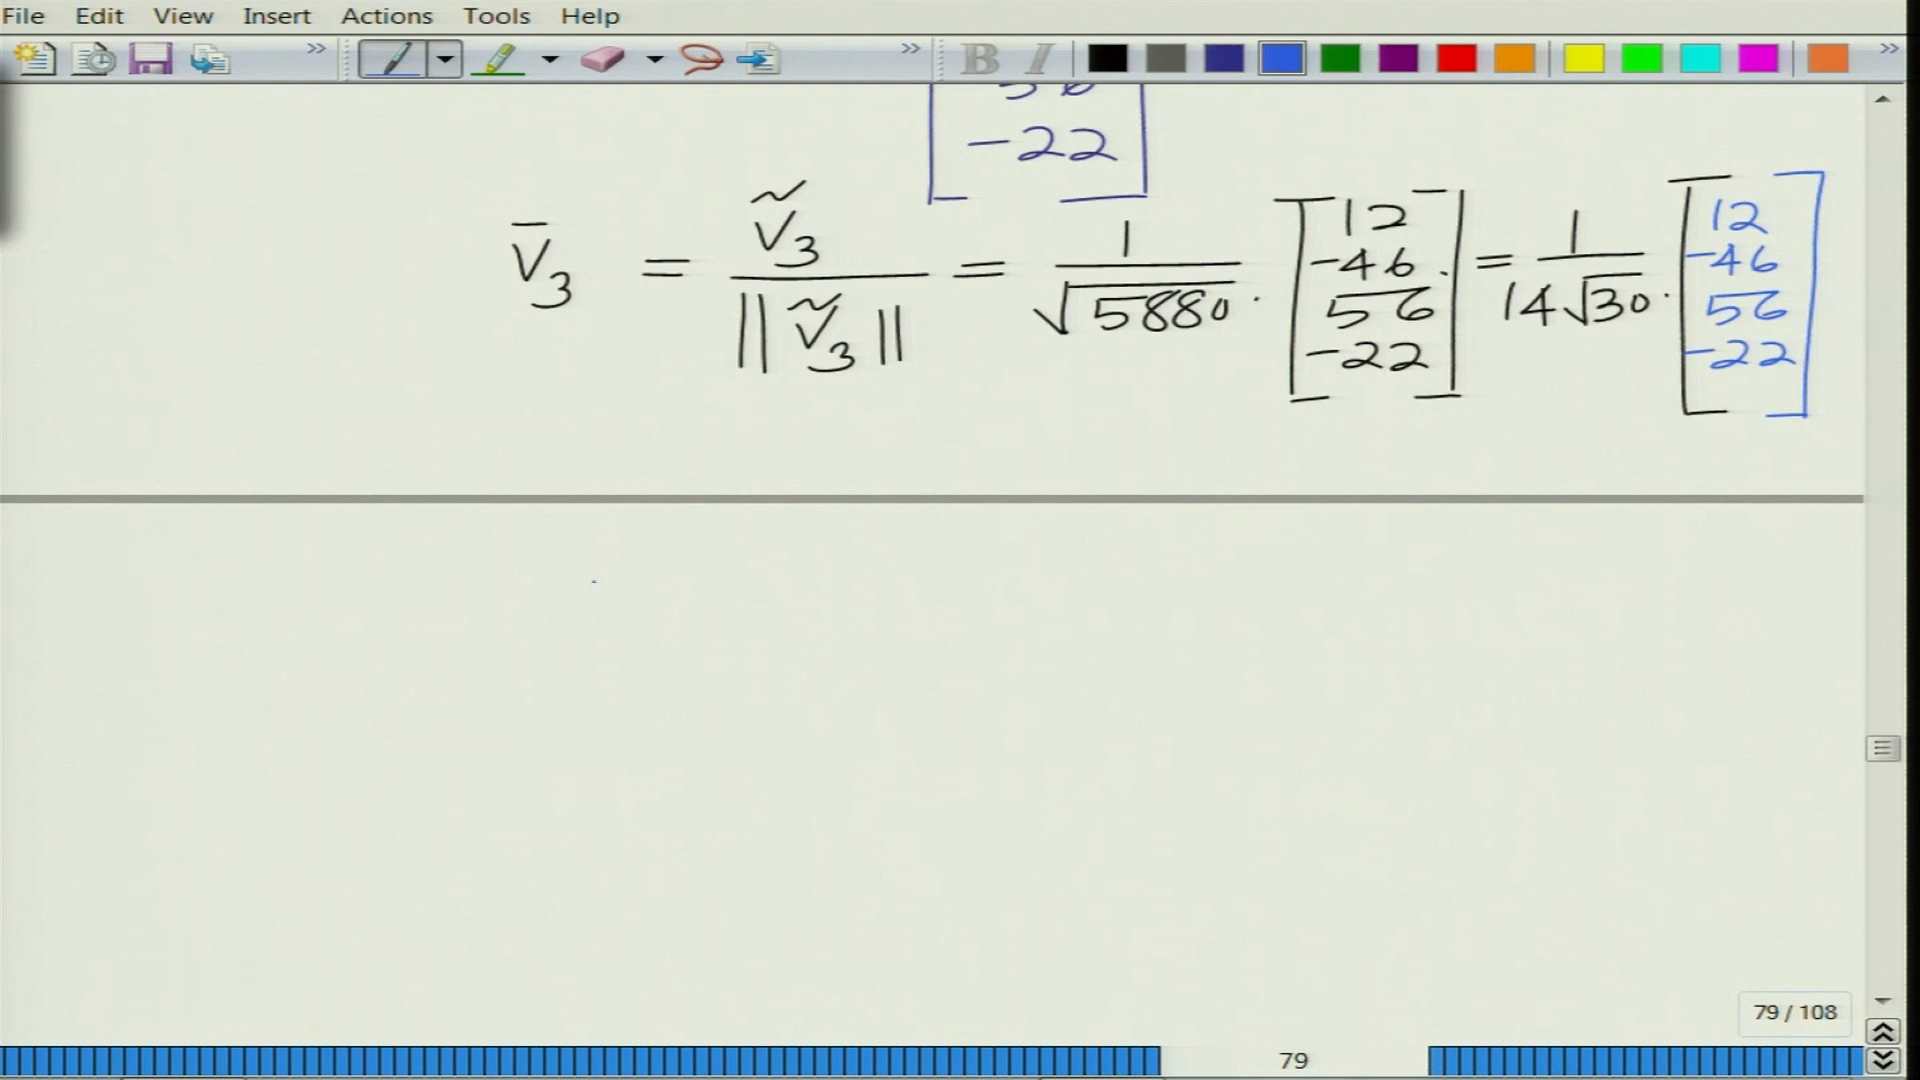 File Edit View Insert Actions Tools Help
B I
-22
V̄₃ = Ṽ₃ / ||Ṽ₃|| = 1/√5880 · [12 -46 56 -22] = 1/(14√30) · [12 -46 56 -22]
79 / 108
79